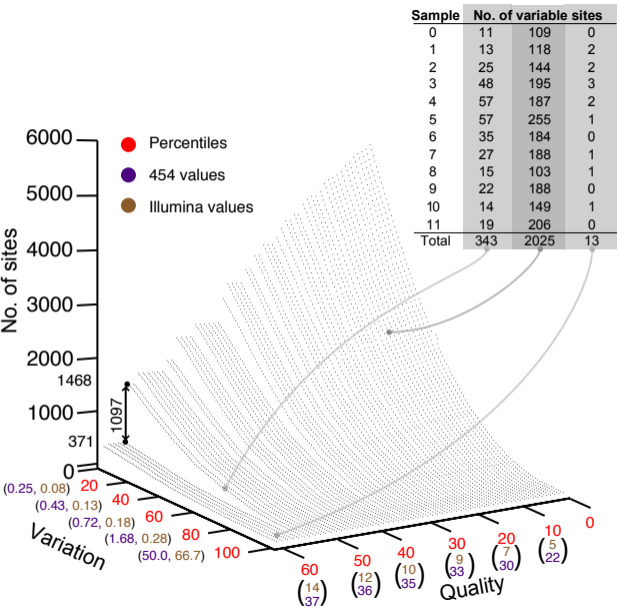 Sample No. of variable sites
0 11 109 0
1 13 118 2
2 25 144 2
3 48 195 3
4 57 187 2
5 57 255 1
6 35 184 0
7 27 188 1
8 15 103 1
9 22 188 0
10 14 149 1
11 19 206 0
Total 343 2025 13
Percentiles
454 values
Illumina values
No. of sites
6000
5000
4000
3000
2000
1468
1000
371
0
1097
(0.25, 0.08) 20
(0.43, 0.13) 40
(0.72, 0.18) 60
(1.68, 0.28) 80
(50.0, 66.7) 100
Variation
60 50 40 30 20 10 0
(14 37) (12 36) (10 35) (9 33) (7 30) (5 22)
Quality